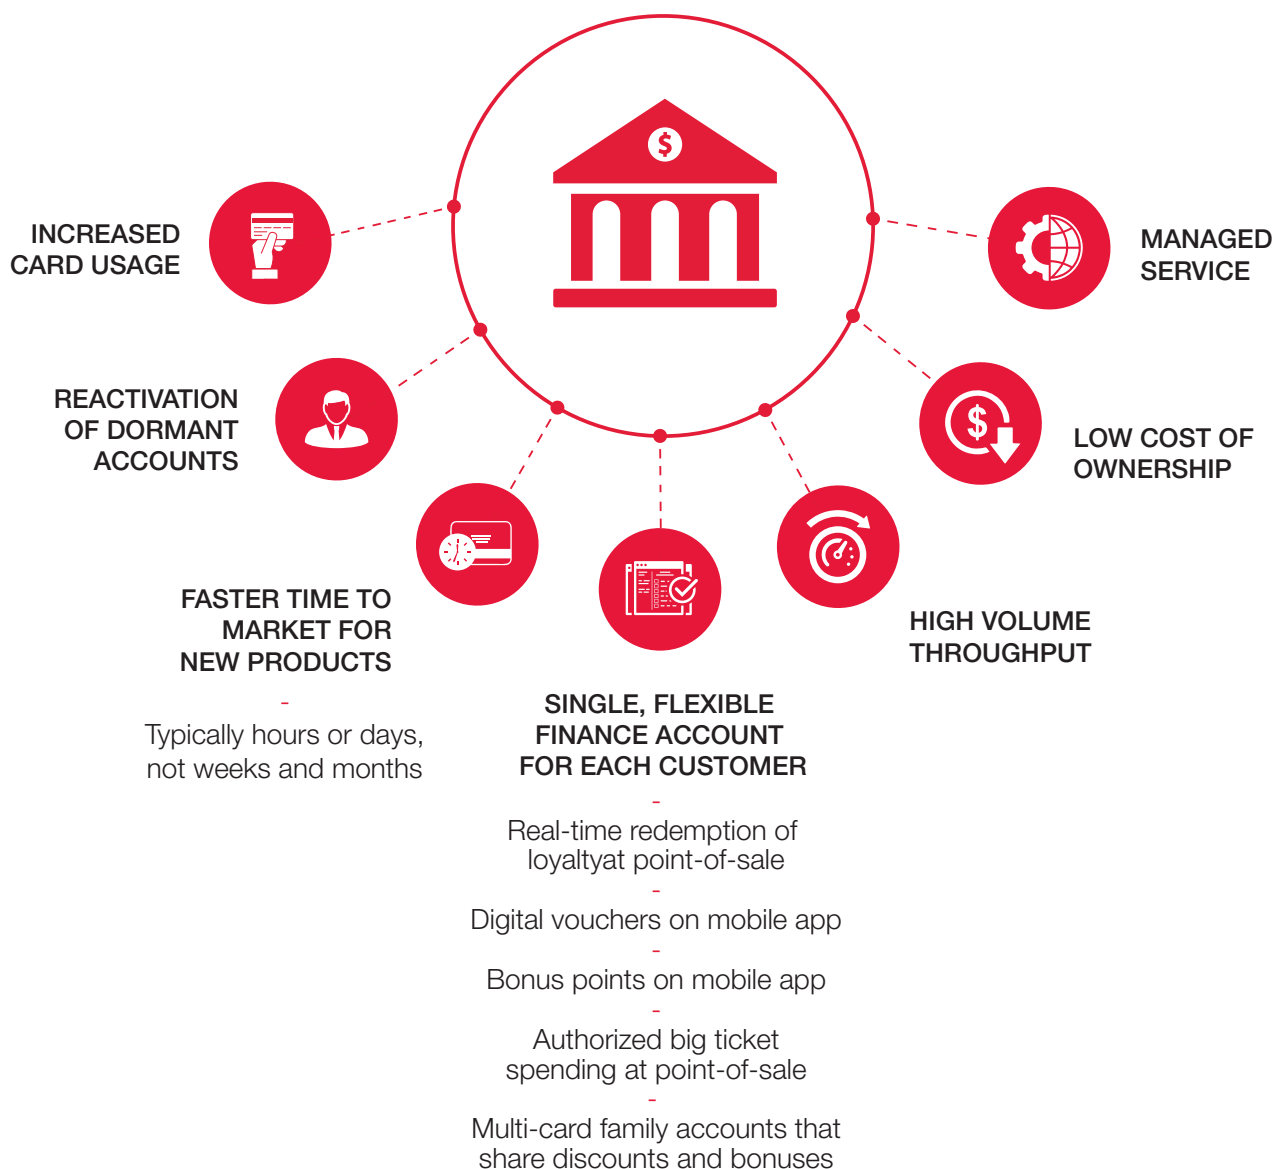 INCREASED
CARD USAGE
REACTIVATION
OF DORMANT
ACCOUNTS
FASTER TIME TO
MARKET FOR
NEW PRODUCTS
-
Typically hours or days,
not weeks and months
$
SINGLE, FLEXIBLE
FINANCE ACCOUNT
FOR EACH CUSTOMER
-
Real-time redemption of
loyaltyat point-of-sale
-
Digital vouchers on mobile app
-
Bonus points on mobile app
-
Authorized big ticket
spending at point-of-sale
-
Multi-card family accounts that
share discounts and bonuses
HIGH VOLUME
THROUGHPUT
$
LOW COST OF
OWNERSHIP
MANAGED
SERVICE